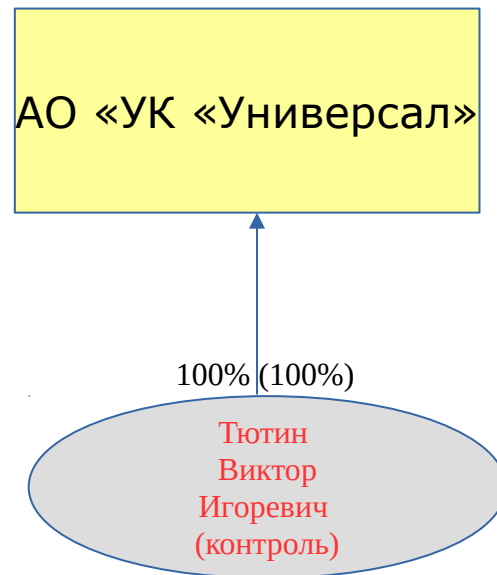 АО «УК «Универсал»
100% (100%)
Тютин
Виктор
Игоревич
(контроль)